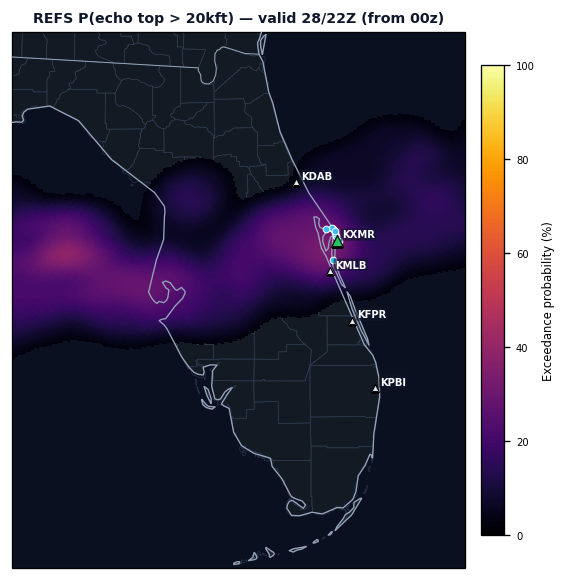 REFS P(echo top > 20kft) — valid 28/22Z (from 00z)
KDAB
KXMR
KMLB
KFPR
KPBI
100
80
60
40
20
0
Exceedance probability (%)